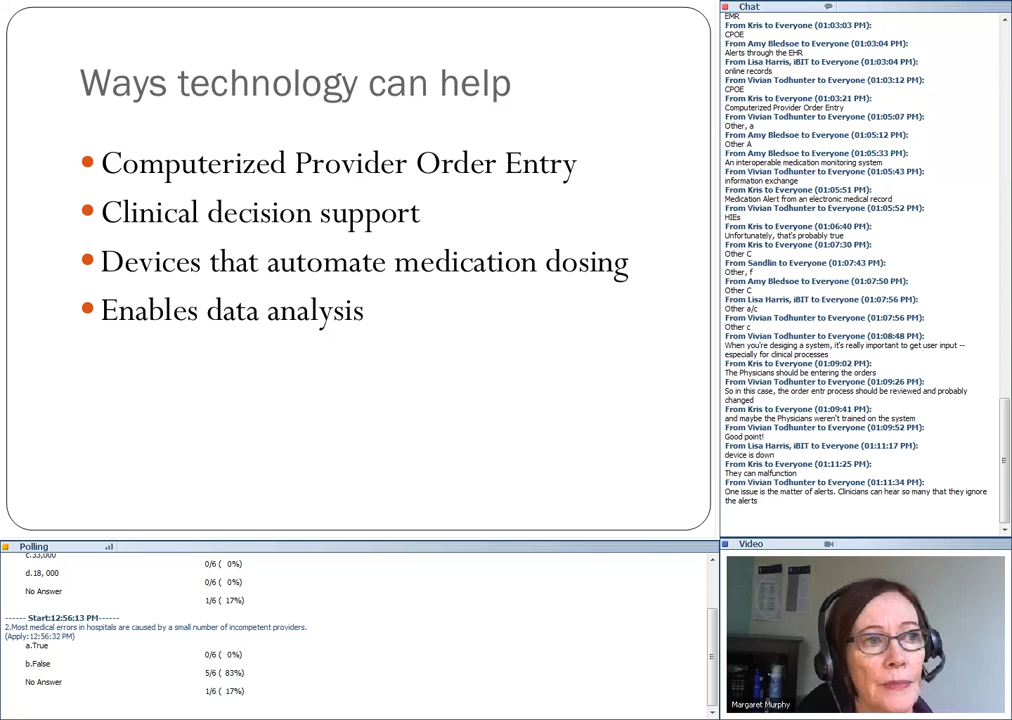 Ways technology can help
Computerized Provider Order Entry
Clinical decision support
Devices that automate medication dosing
Enables data analysis
Chat
EMR
From Kris to Everyone (01:03:03 PM):
CPOE
From Amy Bledsoe to Everyone (01:03:04 PM):
Alerts through the EHR
From Lisa Harris, iBIT to Everyone (01:03:04 PM):
online records
From Vivian Todhunter to Everyone (01:03:12 PM):
CPOE
From Kris to Everyone (01:03:21 PM):
Computerized Provider Order Entry
From Vivian Todhunter to Everyone (01:05:07 PM):
Other, a
From Amy Bledsoe to Everyone (01:05:12 PM):
Other A
From Amy Bledsoe to Everyone (01:05:33 PM):
An interoperable medication monitoring system
From Vivian Todhunter to Everyone (01:05:43 PM):
information exchange
From Kris to Everyone (01:05:51 PM):
Medication Alert from an electronic medical record
From Vivian Todhunter to Everyone (01:05:52 PM):
HIEs
From Kris to Everyone (01:06:40 PM):
Unfortunately, that's probably true
From Kris to Everyone (01:07:30 PM):
Other C
From Sandlin to Everyone (01:07:43 PM):
Other, f
From Amy Bledsoe to Everyone (01:07:50 PM):
Other C
From Lisa Harris, iBIT to Everyone (01:07:56 PM):
Other a/c
From Vivian Todhunter to Everyone (01:07:56 PM):
Other c
From Vivian Todhunter to Everyone (01:08:48 PM):
When you're desiging a system, it's really important to get user input --
especially for clinical processes
From Kris to Everyone (01:09:02 PM):
The Physicians should be entering the orders
From Vivian Todhunter to Everyone (01:09:26 PM):
So in this case, the order entr process should be reviewed and probably
changed
From Kris to Everyone (01:09:41 PM):
and maybe the Physicians weren't trained on the system
From Vivian Todhunter to Everyone (01:09:52 PM):
Good point!
From Lisa Harris, iBIT to Everyone (01:11:17 PM):
device is down
From Kris to Everyone (01:11:25 PM):
They can malfunction
From Vivian Todhunter to Everyone (01:11:34 PM):
One issue is the matter of alerts. Clinicians can hear so many that they ignore
the alerts
Polling
c.33,000
0/6 ( 0%)
d.18, 000
0/6 ( 0%)
No Answer
1/6 ( 17%)
------ Start:12:56:13 PM------
2.Most medical errors in hospitals are caused by a small number of incompetent providers.
(Apply:12:56:32 PM)
a.True
0/6 ( 0%)
b.False
5/6 ( 83%)
No Answer
1/6 ( 17%)
Video
Margaret Murphy